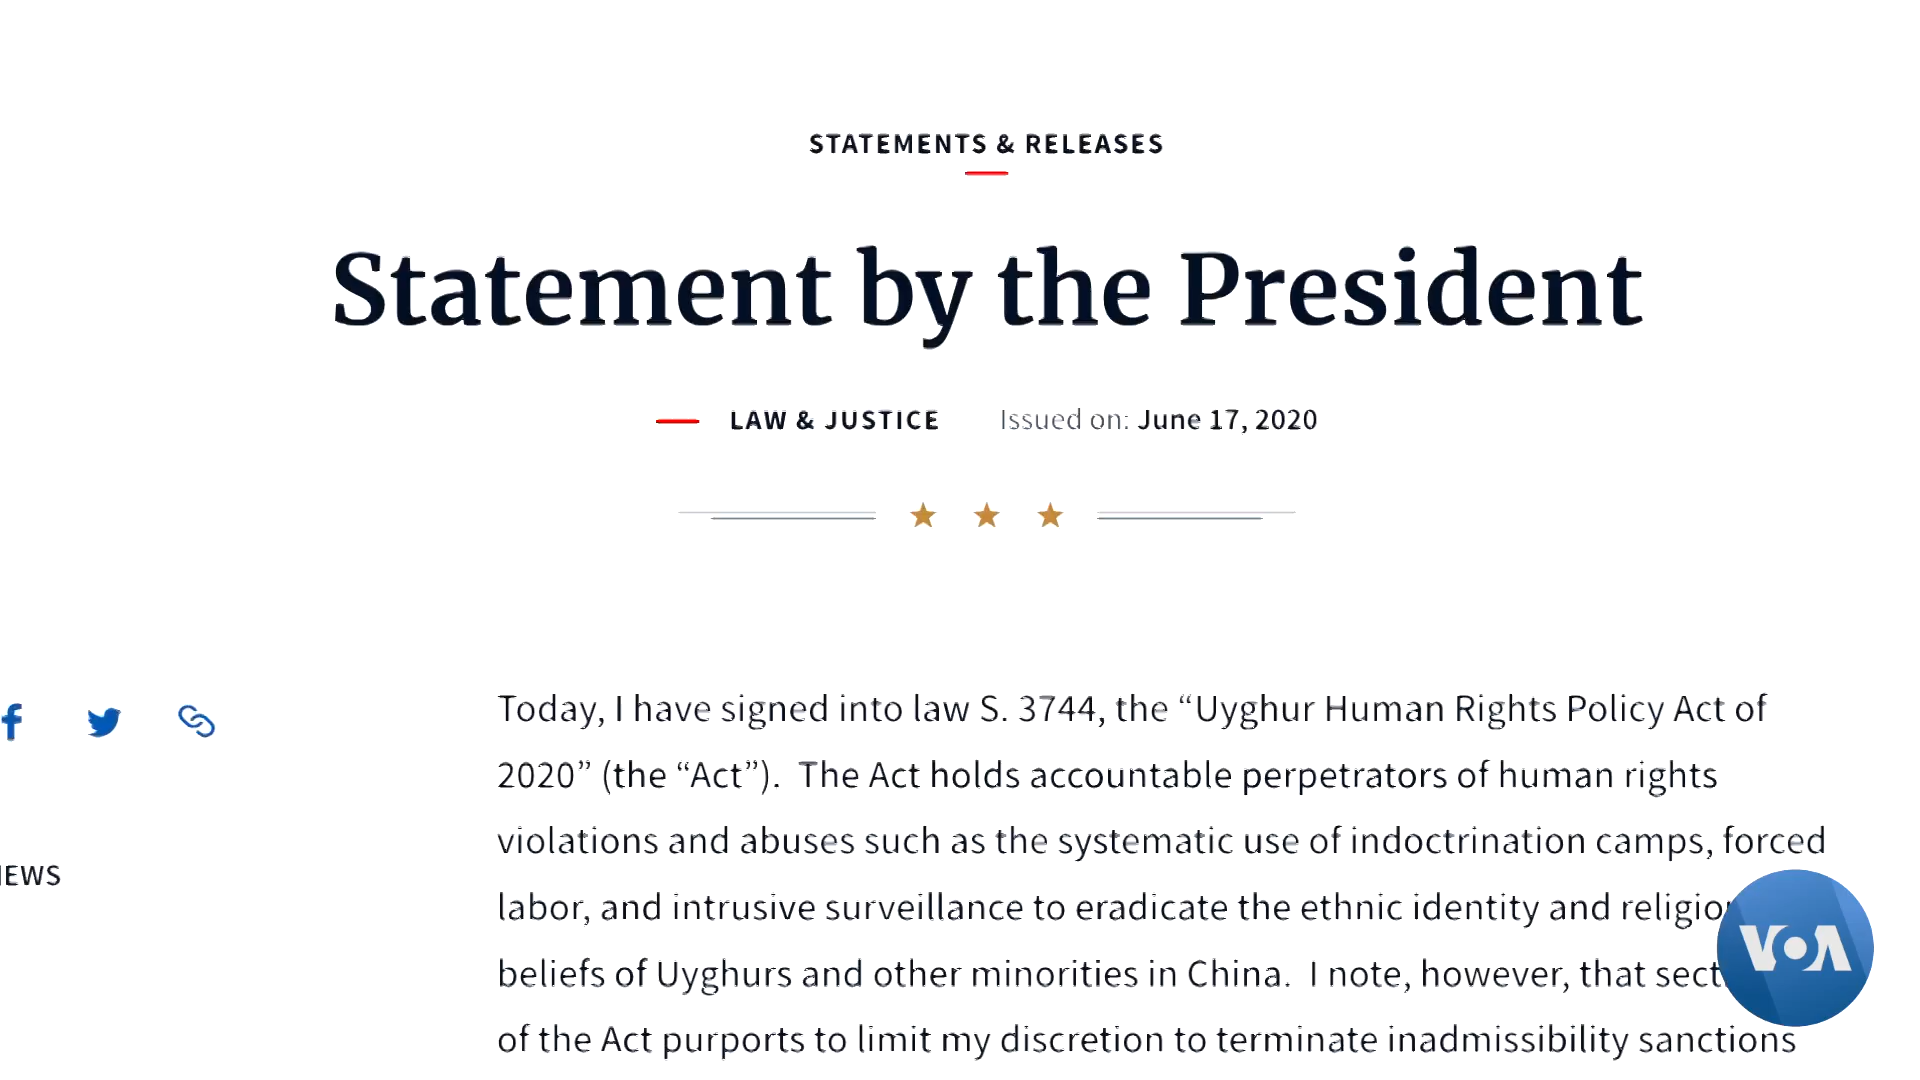 STATEMENTS & RELEASES
Statement by the President
LAW & JUSTICE Issued on: June 17, 2020
Today, I have signed into law S. 3744, the “Uyghur Human Rights Policy Act of
2020” (the “Act”). The Act holds accountable perpetrators of human rights
violations and abuses such as the systematic use of indoctrination camps, forced
labor, and intrusive surveillance to eradicate the ethnic identity and
beliefs of Uyghurs and other minorities in China. I note, however, that
of the Act purports to limit my discretion to terminate inadmissibility sanctions
VOA